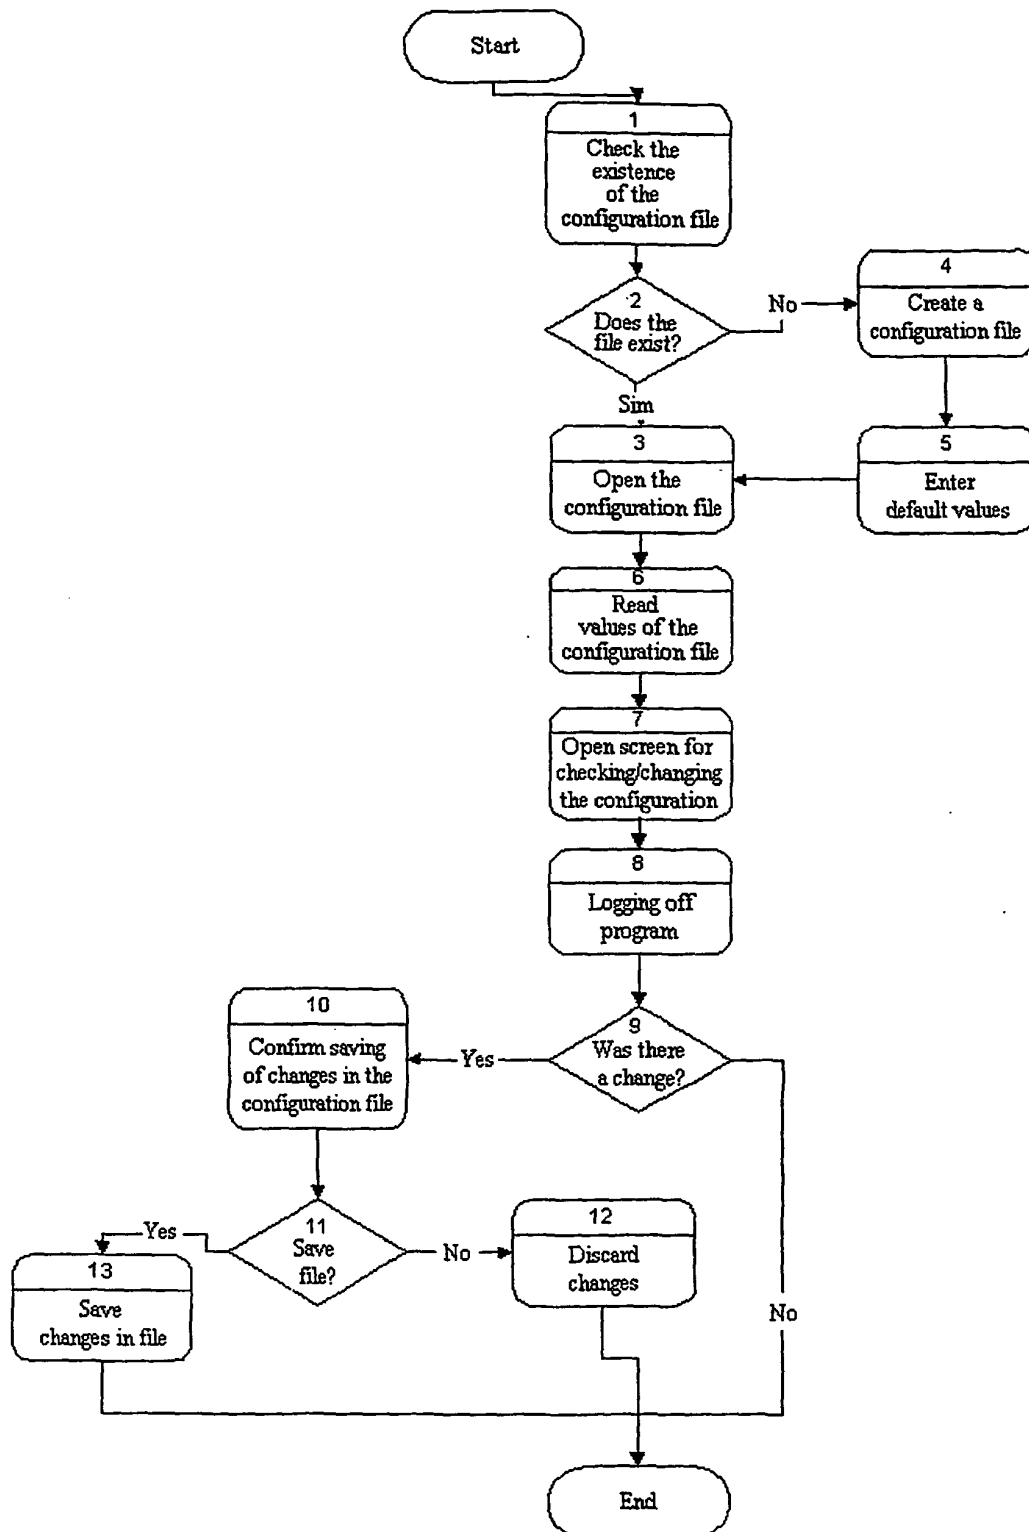 Start
1
Check the
existence
of the
configuration file
2
Does the
file exist?
No
4
Create a
configuration file
Sim
3
Open the
configuration file
5
Enter
default values
6
Read
values of the
configuration file
7
Open screen for
checking/changing
the configuration
8
Logging off
program
9
Was there
a change?
Yes
10
Confirm saving
of changes in the
configuration file
11
Save
file?
Yes
No
12
Discard
changes
13
Save
changes in file
No
End